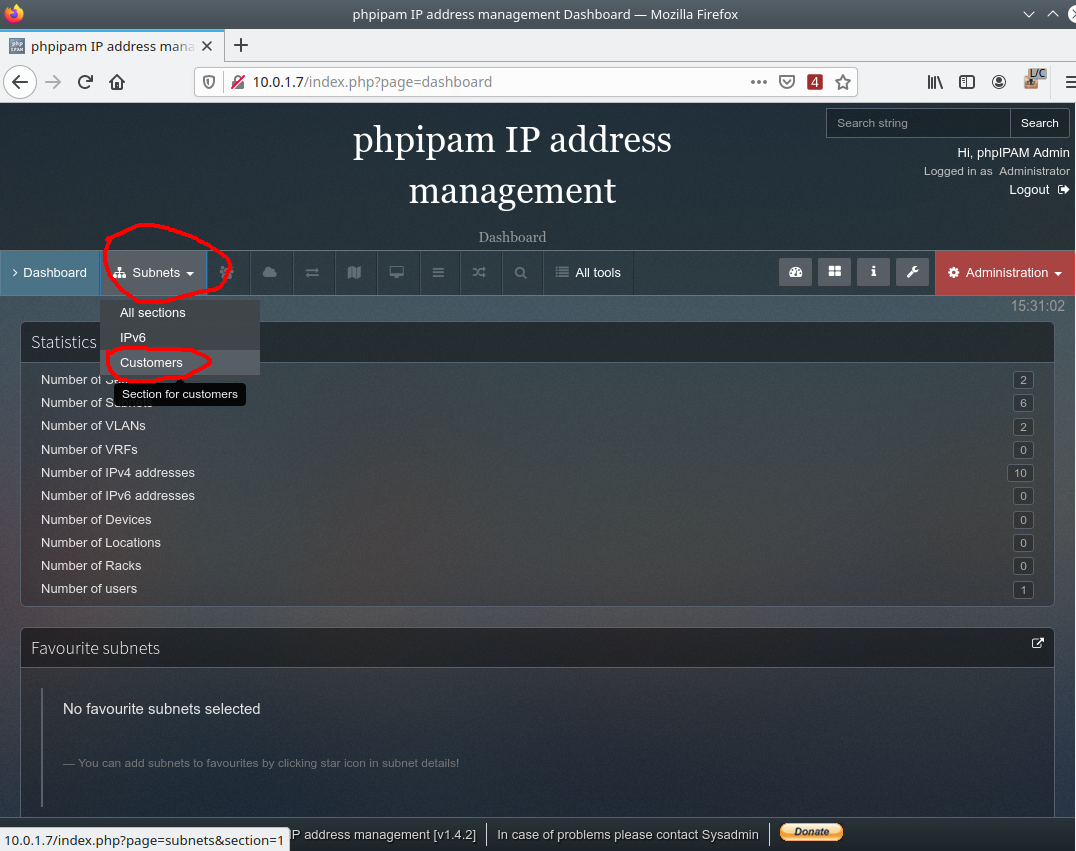 phpipam IP address management Dashboard — Mozilla Firefox
php
IPAM
phpipam IP address mana
10.0.1.7/index.php?page=dashboard
4
L/C
phpipam IP address
management
Dashboard
Search string
Search
Hi, phpIPAM Admin
Logged in as Administrator
Logout
Dashboard
Subnets
All tools
Administration
15:31:02
All sections
IPv6
Customers
Section for customers
Statistics
Number of
2
Number of Subnets
6
Number of VLANs
2
Number of VRFs
0
Number of IPv4 addresses
10
Number of IPv6 addresses
0
Number of Devices
0
Number of Locations
0
Number of Racks
0
Number of users
1
Favourite subnets
No favourite subnets selected
— You can add subnets to favourites by clicking star icon in subnet details!
10.0.1.7/index.php?page=subnets&section=1
IP address management [v1.4.2]
In case of problems please contact Sysadmin
Donate